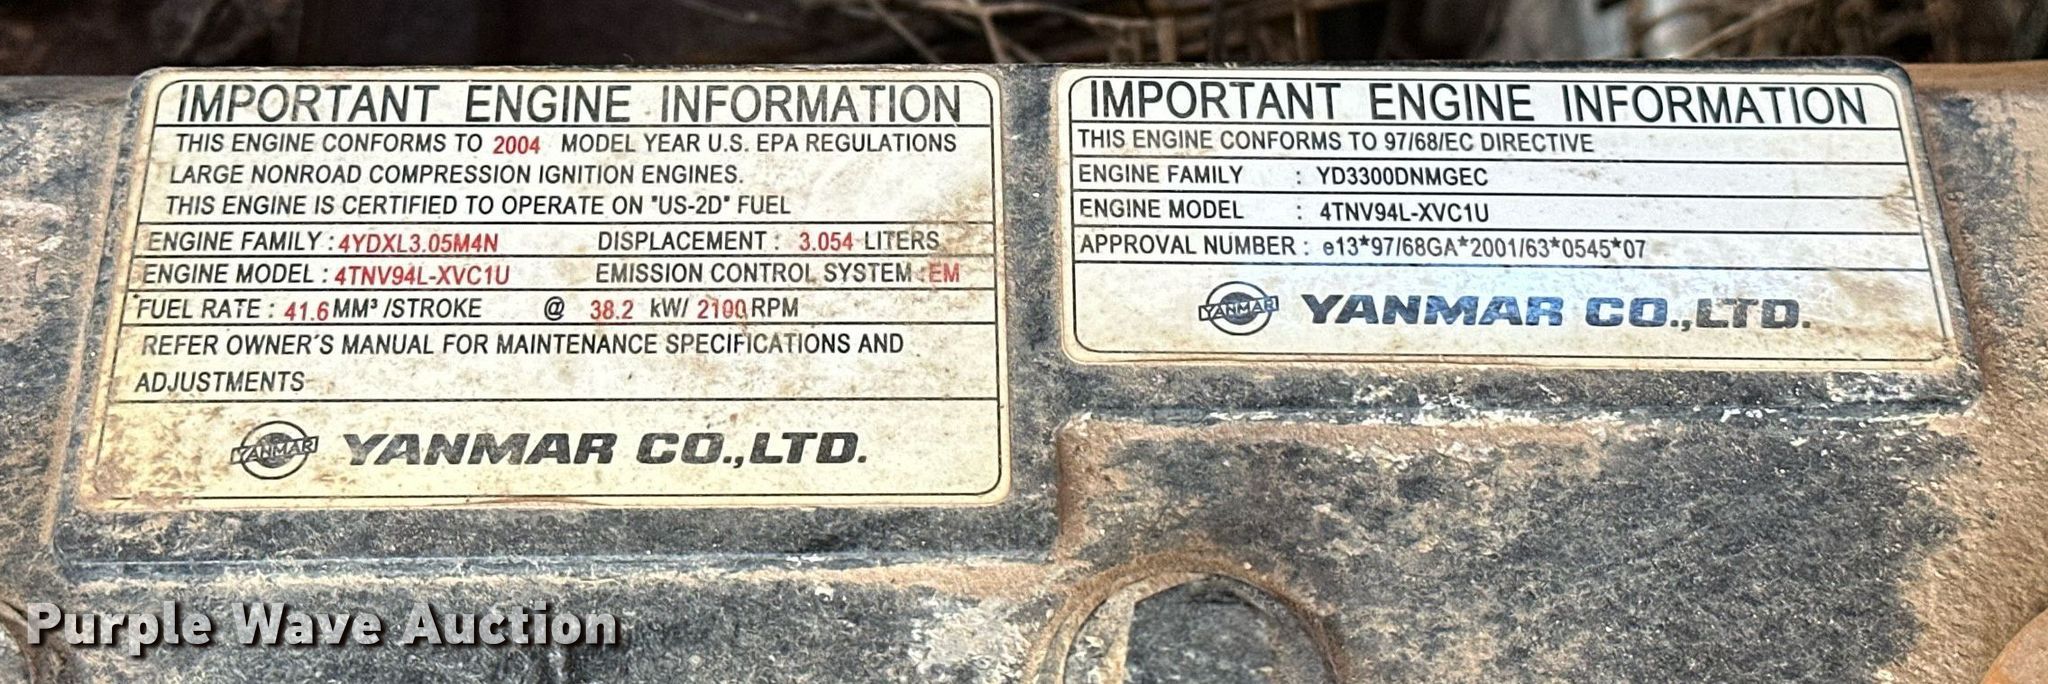 IMPORTANT ENGINE INFORMATION
THIS ENGINE CONFORMS TO 2004 MODEL YEAR U.S. EPA REGULATIONS
LARGE NONROAD COMPRESSION IGNITION ENGINES.
THIS ENGINE IS CERTIFIED TO OPERATE ON "US-2D" FUEL
ENGINE FAMILY : 4YDXL3.05M4N DISPLACEMENT : 3.054 LITERS
ENGINE MODEL : 4TNV94L-XVC1U EMISSION CONTROL SYSTEM : EM
FUEL RATE : 41.6 MM³ /STROKE @ 38.2 kW/ 2100 RPM
REFER OWNER'S MANUAL FOR MAINTENANCE SPECIFICATIONS AND
ADJUSTMENTS
YANMAR YANMAR CO.,LTD.
IMPORTANT ENGINE INFORMATION
THIS ENGINE CONFORMS TO 97/68/EC DIRECTIVE
ENGINE FAMILY : YD3300DNMGEC
ENGINE MODEL : 4TNV94L-XVC1U
APPROVAL NUMBER : e13*97/68GA*2001/63*0545*07
YANMAR YANMAR CO.,LTD.
Purple Wave Auction